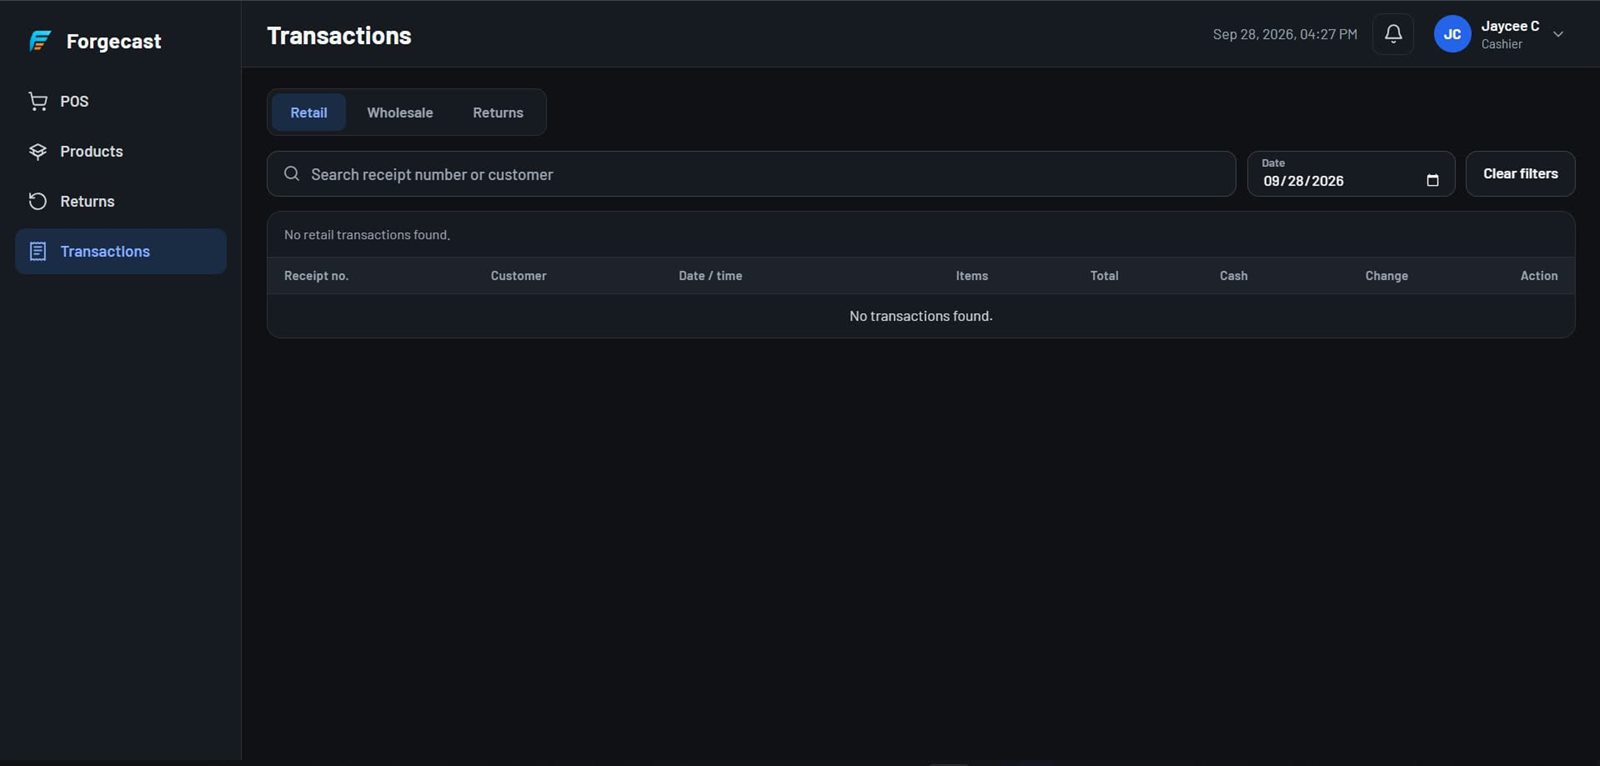 Forgecast
POS
Products
Returns
Transactions
Transactions
Sep 28, 2026, 04:27 PM
JC
Jaycee C
Cashier
Retail Wholesale Returns
Search receipt number or customer
Date
09/28/2026
Clear filters
No retail transactions found.
Receipt no. Customer Date / time Items Total Cash Change Action
No transactions found.